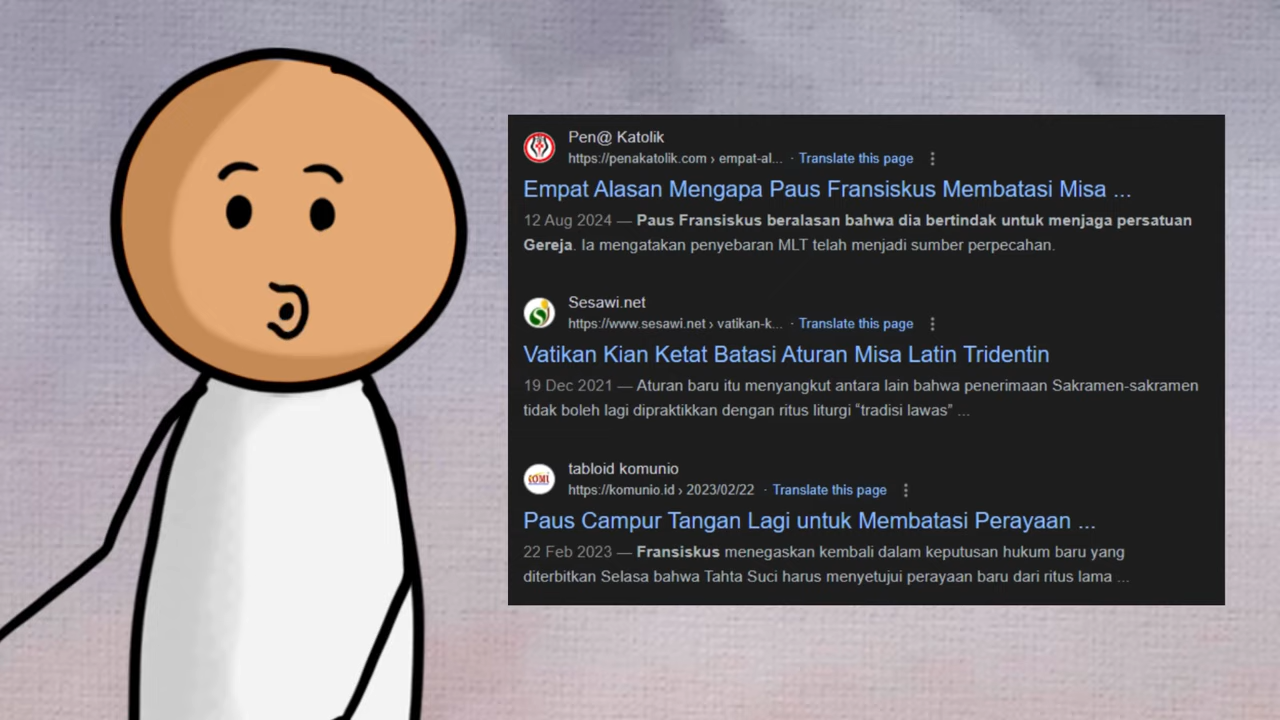 Pen@ Katolik
https://penakatolik.com › empat-al... · Translate this page
Empat Alasan Mengapa Paus Fransiskus Membatasi Misa ...
12 Aug 2024 — Paus Fransiskus beralasan bahwa dia bertindak untuk menjaga persatuan
Gereja. Ia mengatakan penyebaran MLT telah menjadi sumber perpecahan.
Sesawi.net
https://www.sesawi.net › vatikan-k... · Translate this page
Vatikan Kian Ketat Batasi Aturan Misa Latin Tridentin
19 Dec 2021 — Aturan baru itu menyangkut antara lain bahwa penerimaan Sakramen-sakramen
tidak boleh lagi dipraktikkan dengan ritus liturgi “tradisi lawas” ...
tabloid komunio
https://komunio.id › 2023/02/22 · Translate this page
Paus Campur Tangan Lagi untuk Membatasi Perayaan ...
22 Feb 2023 — Fransiskus menegaskan kembali dalam keputusan hukum baru yang
diterbitkan Selasa bahwa Tahta Suci harus menyetujui perayaan baru dari ritus lama ...